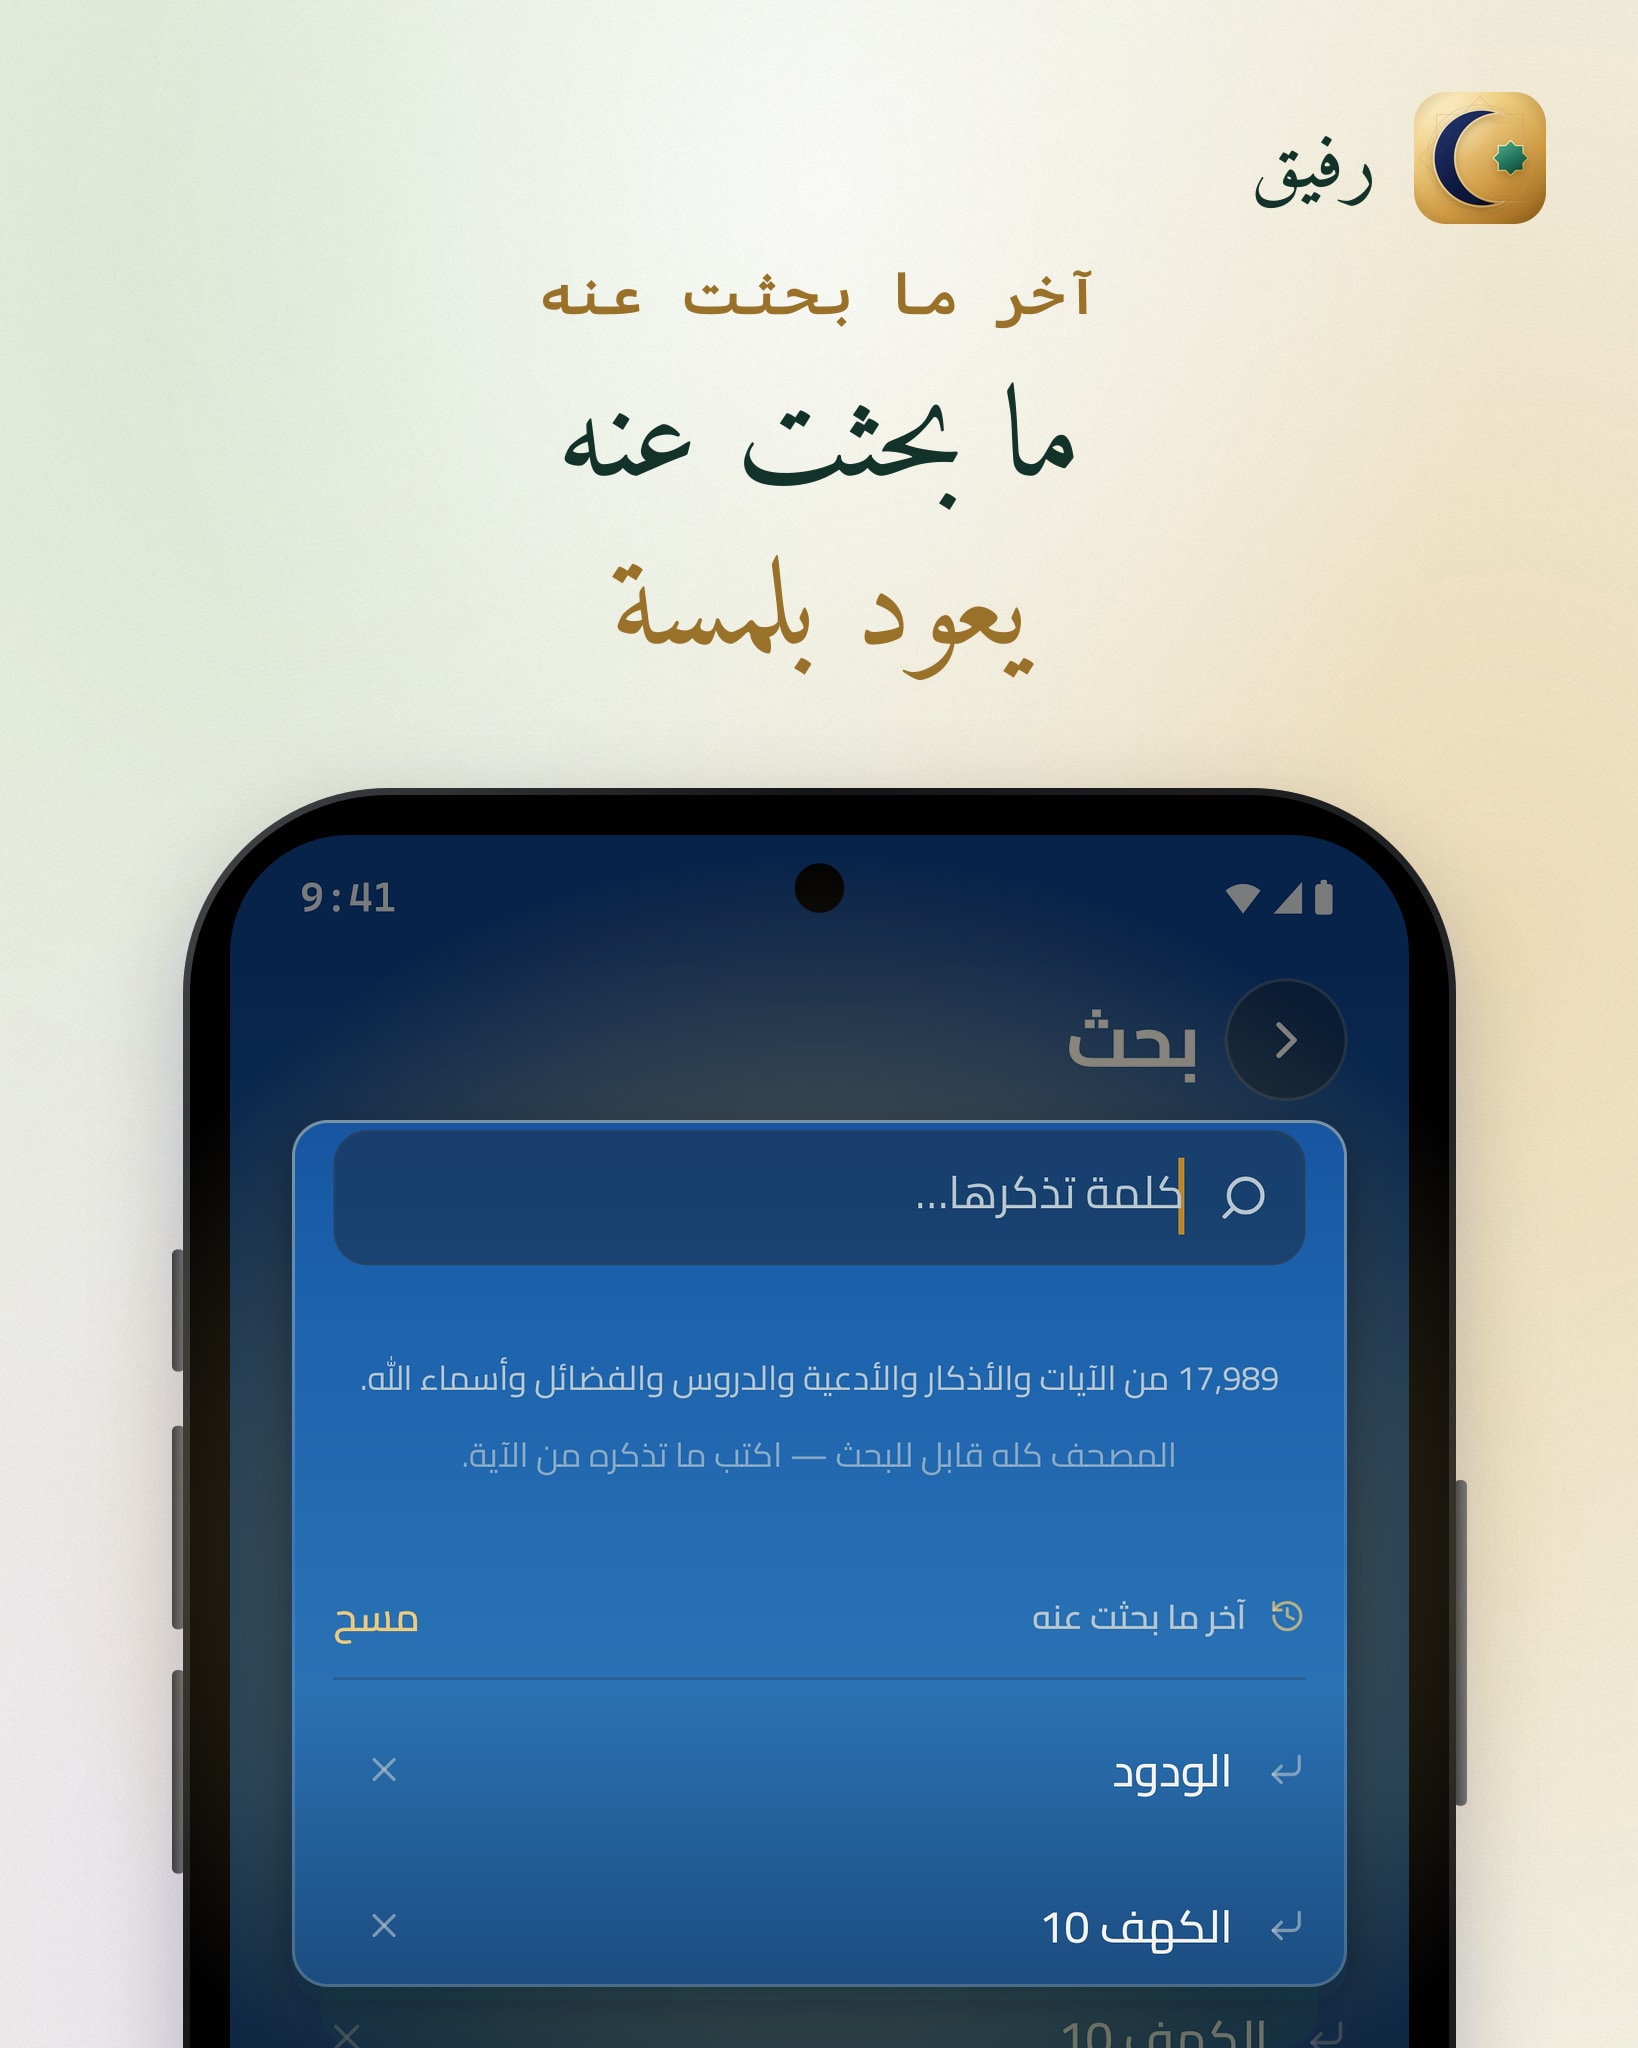 رفيق
آخر ما بحثت عنه
ما بحثت عنه
يعود بلمسة
9:41
بحث
كلمة تذكرها...
17,989 من الآيات والأذكار والأدعية والدروس والفضائل وأسماء الله.
المصحف كله قابل للبحث — اكتب ما تذكره من الآية.
آخر ما بحثت عنه
مسح
الودود
الكهف 10
الكهف 10